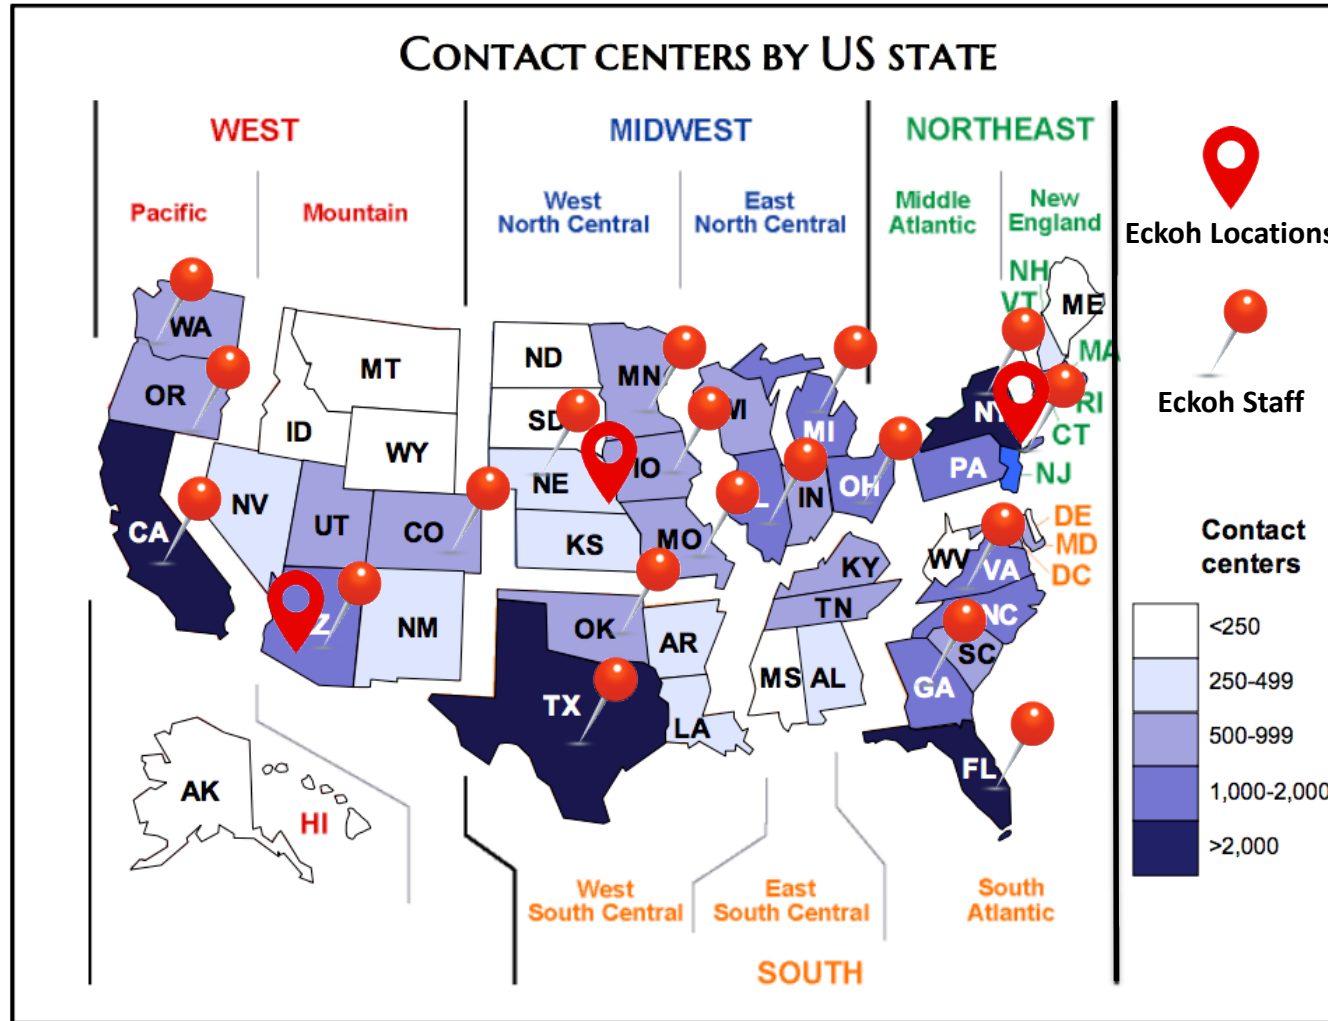 CONTACT CENTERS BY US STATE
WEST
MIDWEST
NORTHEAST
Pacific
Mountain
West
North Central
East
North Central
Middle
Atlantic
New
England
Eckoh Locations
Eckoh Staff
NH
VT
ME
MA
RI
CT
NJ
WA
OR
MT
ID
WY
ND
SD
MN
WI
MI
NY
PA
CA
NV
UT
CO
NE
IO
KS
MO
IN
OH
DE
MD
DC
WV
VA
KY
TN
NC
SC
GA
Z
NM
OK
AR
TX
LA
MS
AL
FL
AK
HI
West
South Central
East
South Central
South
Atlantic
SOUTH
Contact
centers
<250
250-499
500-999
1,000-2,000
>2,000